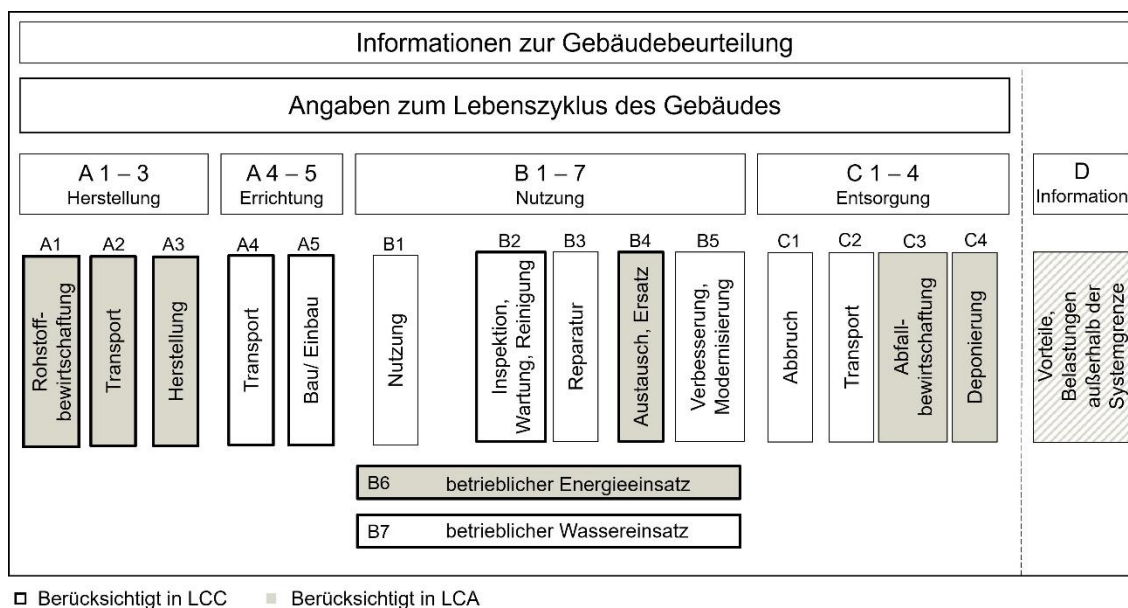 Informationen zur Gebäudebeurteilung
Angaben zum Lebenszyklus des Gebäudes
A 1 – 3
Herstellung
A 4 – 5
Errichtung
B 1 – 7
Nutzung
C 1 – 4
Entsorgung
D
Information
A1
Rohstoff-
bewirtschaftung
A2
Transport
A3
Herstellung
A4
Transport
A5
Bau/ Einbau
B1
Nutzung
B2
Inspektion,
Wartung, Reinigung
B3
Reparatur
B4
Austausch, Ersatz
B5
Verbesserung,
Modernisierung
C1
Abbruch
C2
Transport
C3
Abfall-
bewirtschaftung
C4
Deponierung
Vorteile,
Belastungen
außerhalb der
Systemgrenze
B6 betrieblicher Energieeinsatz
B7 betrieblicher Wassereinsatz
Berücksichtigt in LCC
Berücksichtigt in LCA